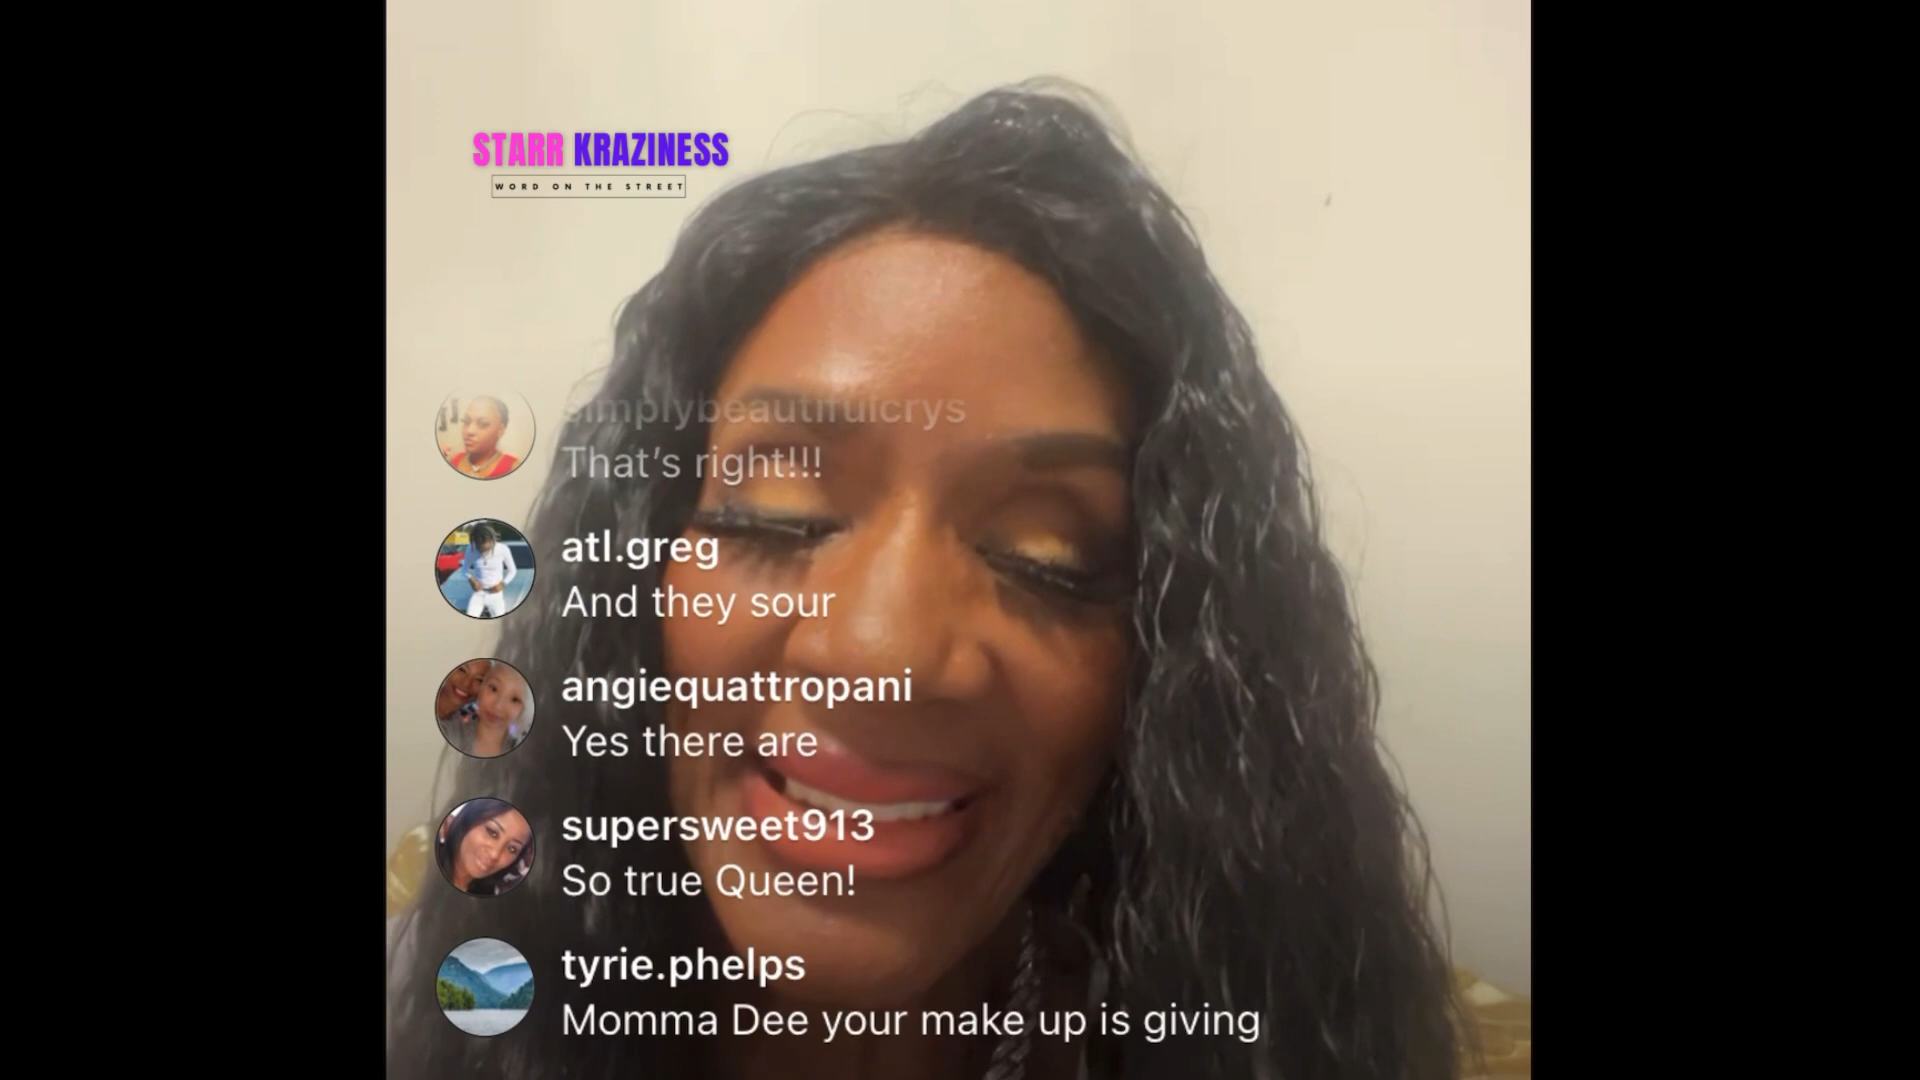 STARR KRAZINESS
WORD ON THE STREET
simplybeautifulcrys
That’s right!!!
atl.greg
And they sour
angiequattropani
Yes there are
supersweet913
So true Queen!
tyrie.phelps
Momma Dee your make up is giving